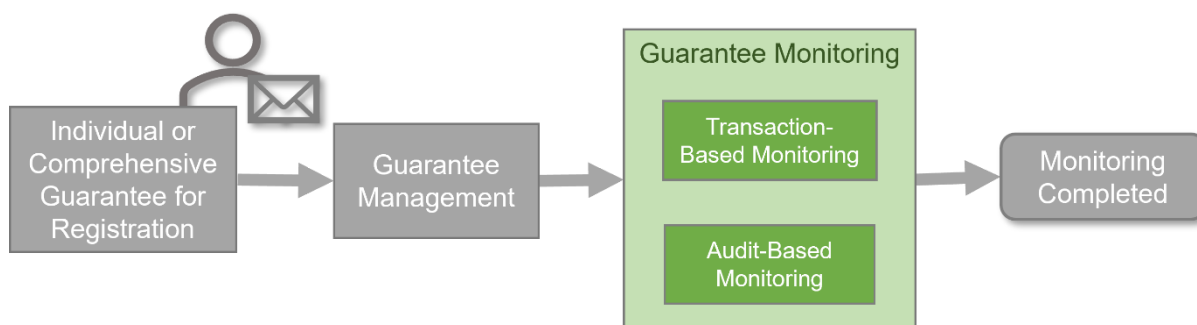 Individual or
Comprehensive
Guarantee for
Registration
Guarantee
Management
Guarantee Monitoring
Transaction-
Based Monitoring
Audit-Based
Monitoring
Monitoring
Completed